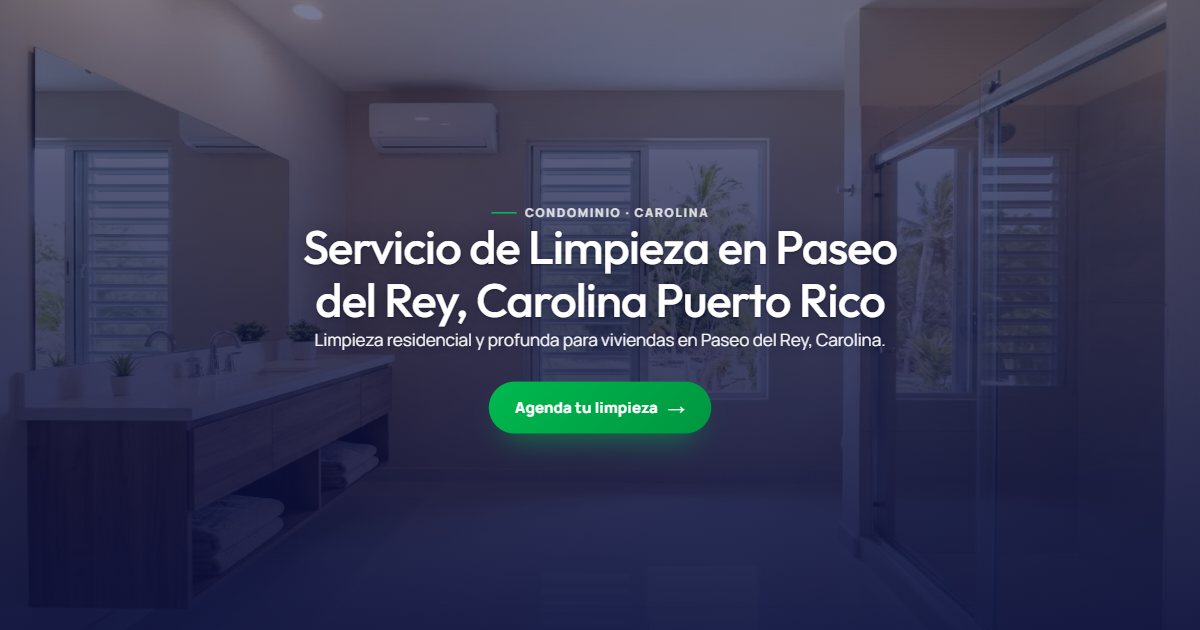 CONDOMINIO · CAROLINA
Servicio de Limpieza en Paseo
del Rey, Carolina Puerto Rico
Limpieza residencial y profunda para viviendas en Paseo del Rey, Carolina.
Agenda tu limpieza →